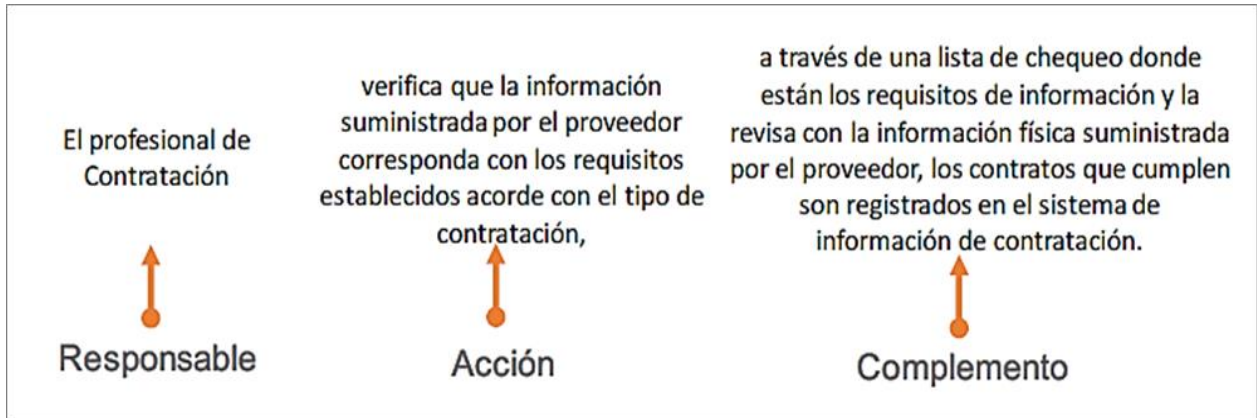 El profesional de
Contratación
verifica que la información
suministrada por el proveedor
corresponda con los requisitos
establecidos acorde con el tipo de
contratación,
a través de una lista de chequeo donde
están los requisitos de información y la
revisa con la información física suministrada
por el proveedor, los contratos que cumplen
son registrados en el sistema de
información de contratación.
Responsable
Acción
Complemento